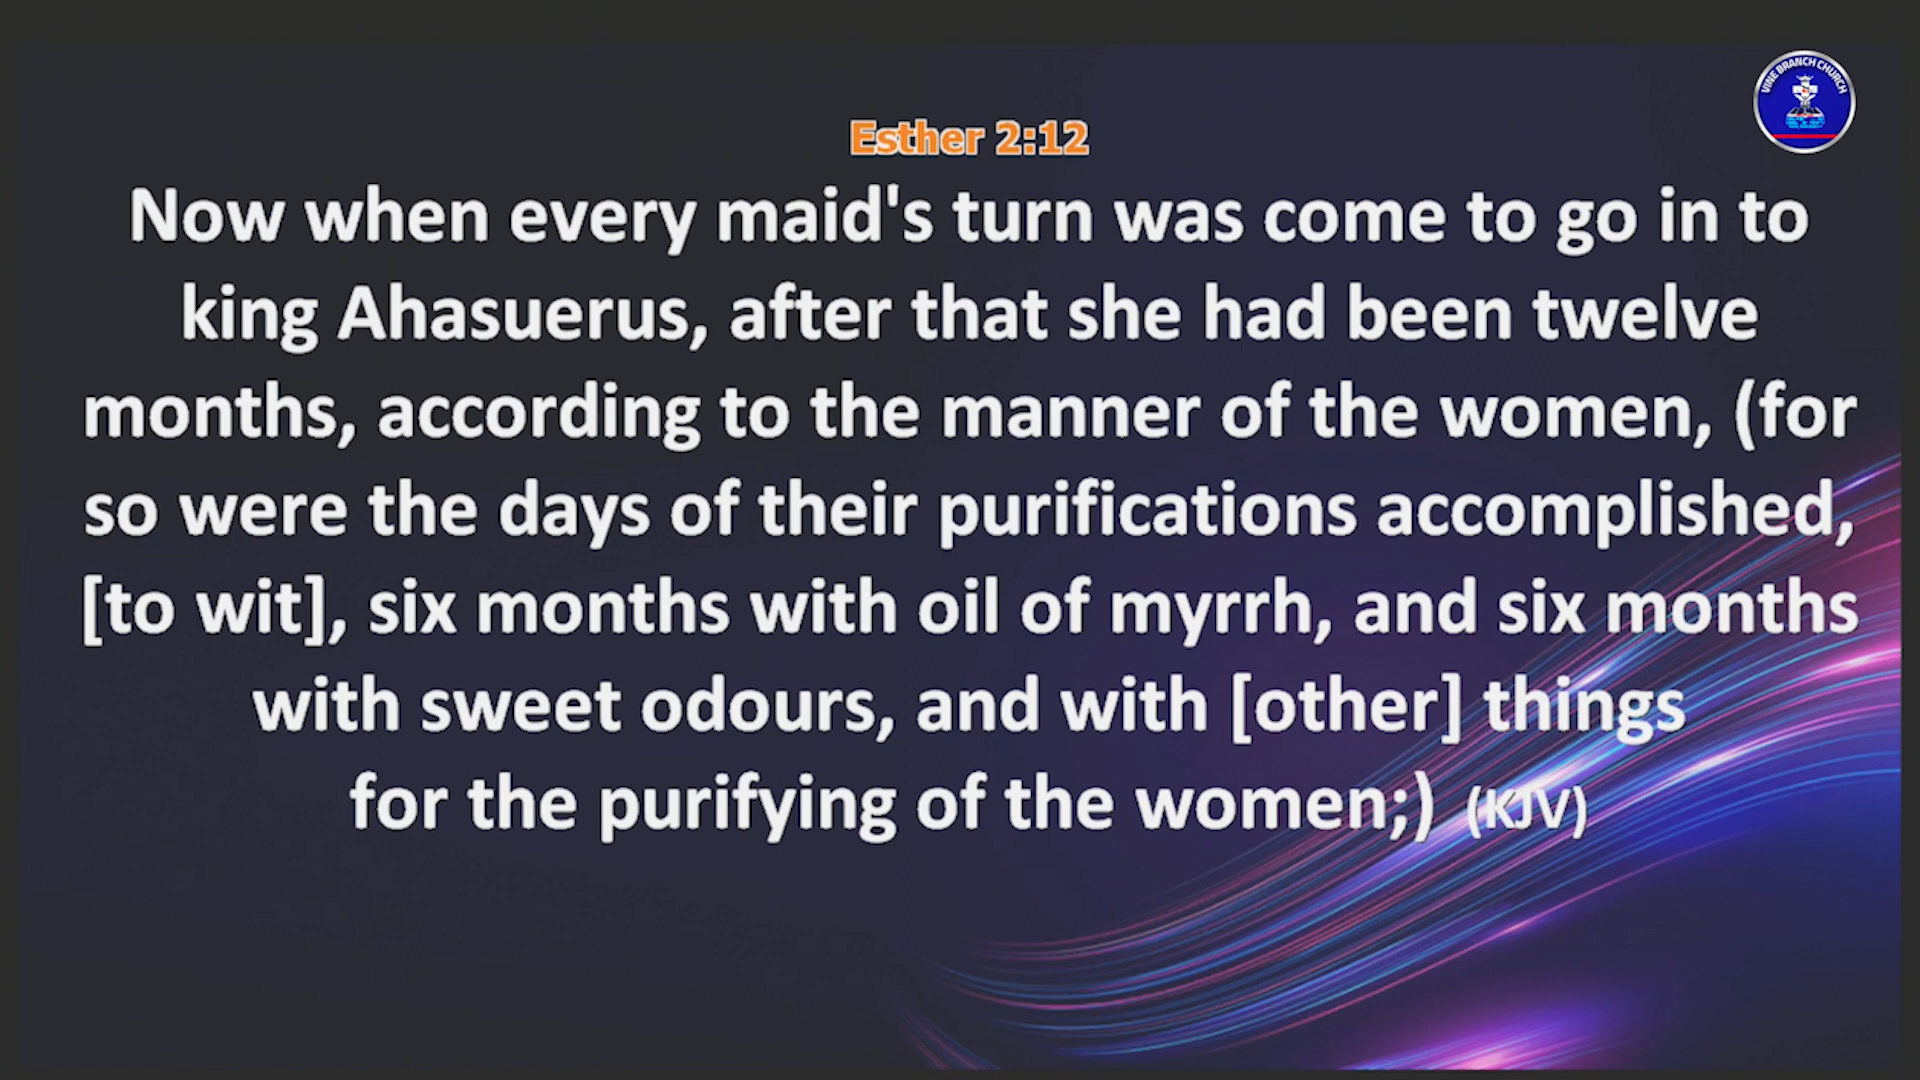 VINE BRANCH CHURCH
Esther 2:12
Now when every maid's turn was come to go in to
king Ahasuerus, after that she had been twelve
months, according to the manner of the women, (for
so were the days of their purifications accomplished,
[to wit], six months with oil of myrrh, and six months
with sweet odours, and with [other] things
for the purifying of the women;) (KJV)